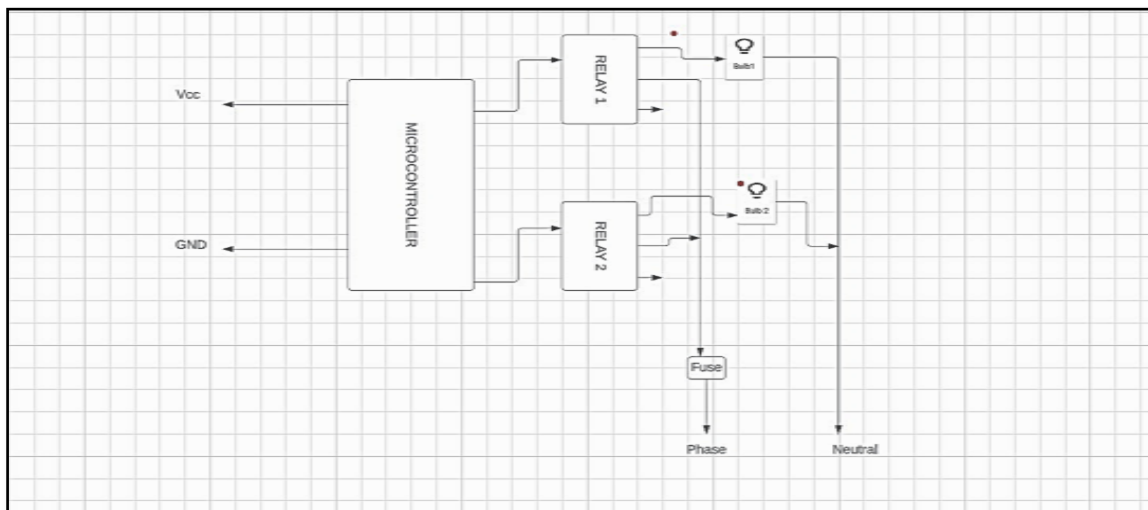 Vcc
GND
MICROCONTROLLER
RELAY 1
RELAY 2
Bulb1
Bulb 2
Fuse
Phase
Neutral